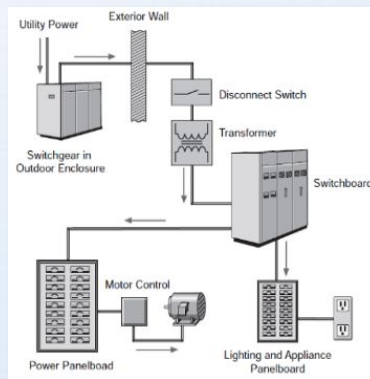 Utility Power
Exterior Wall
Disconnect Switch
Transformer
Switchgear in
Outdoor Enclosure
Switchboard
Motor Control
Power Panelboad
Lighting and Appliance
Panelboard